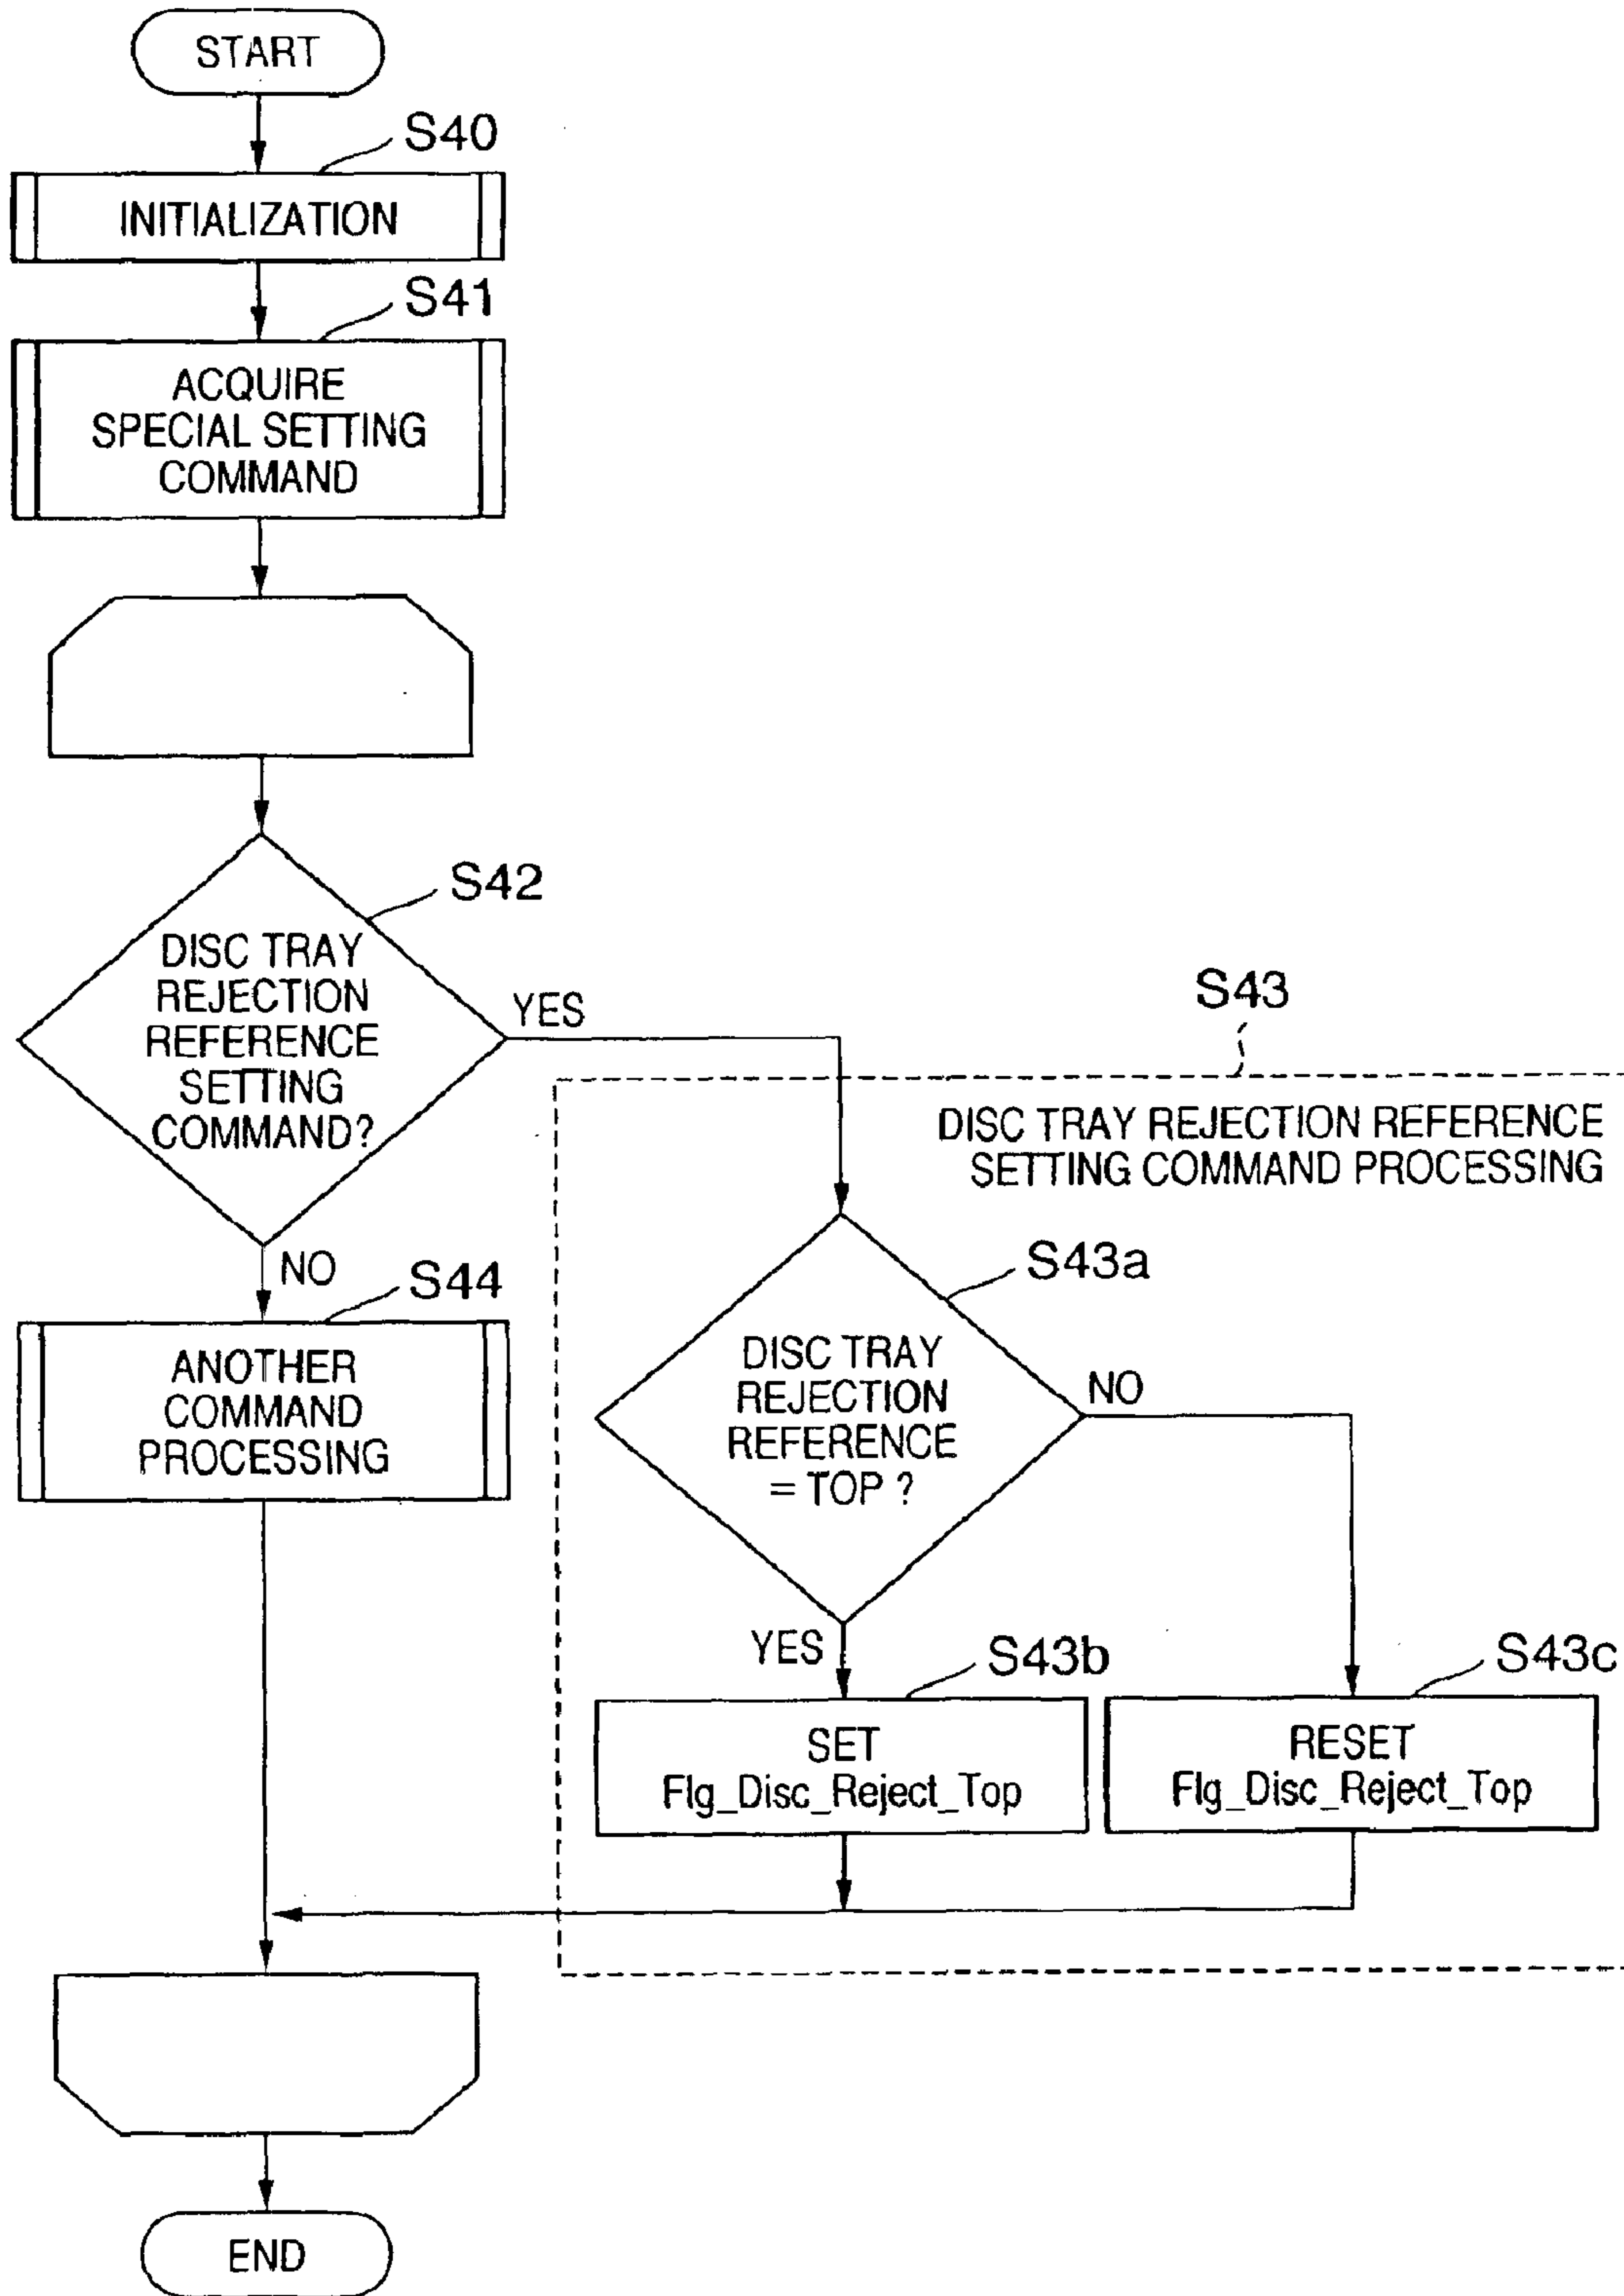 START
S40
INITIALIZATION
S41
ACQUIRE
SPECIAL SETTING
COMMAND
S42
DISC TRAY
REJECTION
REFERENCE
SETTING
COMMAND?
YES
NO
S43
DISC TRAY REJECTION REFERENCE
SETTING COMMAND PROCESSING
S43a
DISC TRAY
REJECTION
REFERENCE
= TOP ?
NO
YES
S44
ANOTHER
COMMAND
PROCESSING
S43b
SET
Flg_Disc_Reject_Top
S43c
RESET
Flg_Disc_Reject_Top
END